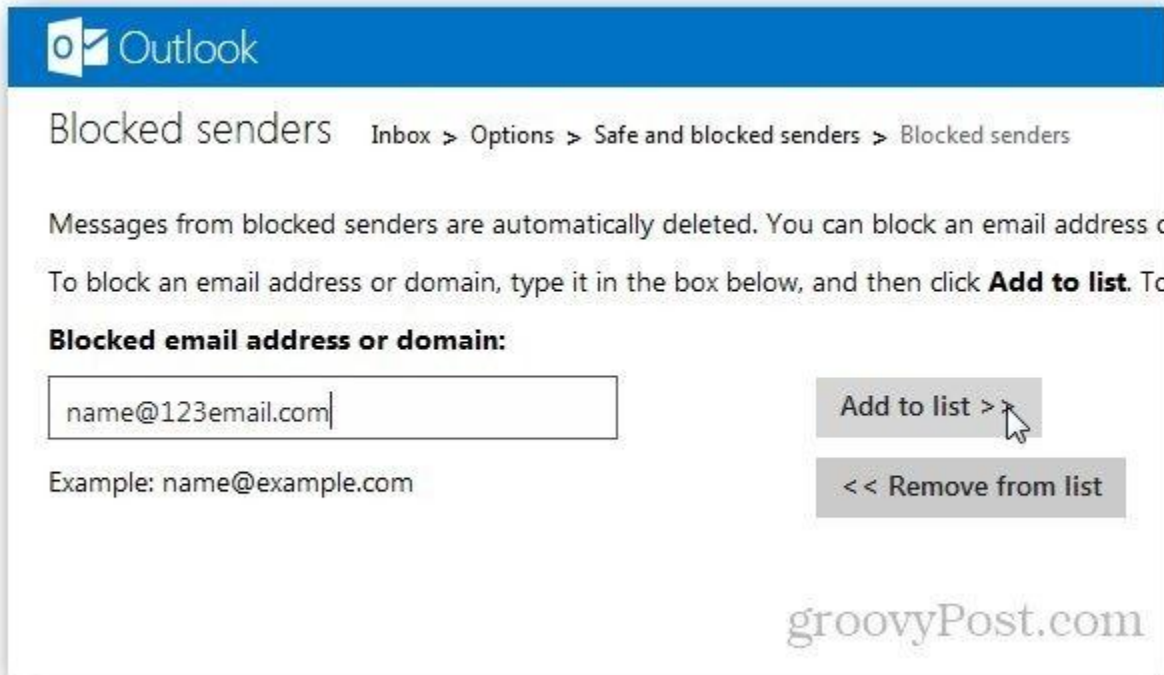 Outlook
Blocked senders Inbox > Options > Safe and blocked senders > Blocked senders
Messages from blocked senders are automatically deleted. You can block an email address
To block an email address or domain, type it in the box below, and then click Add to list. To
Blocked email address or domain:
name@123email.com Add to list >>
Example: name@example.com << Remove from list
groovyPost.com